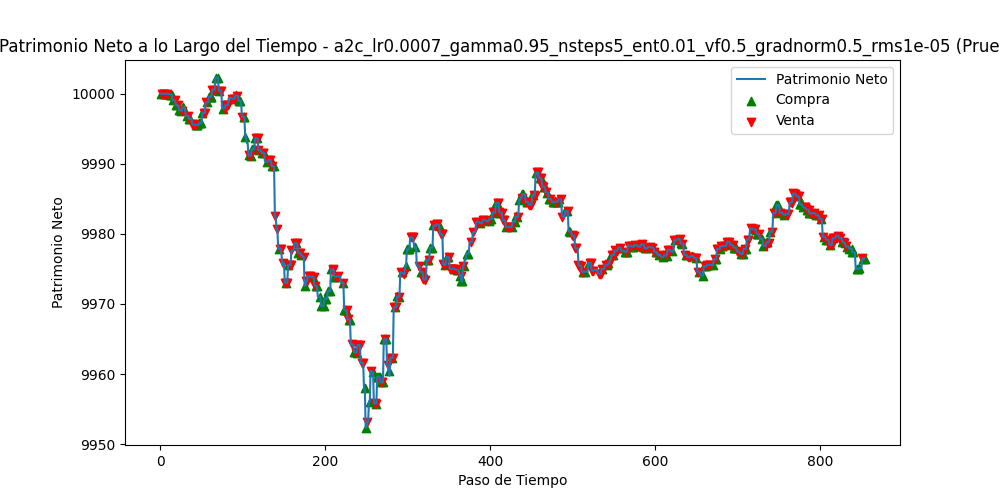 Patrimonio Neto a lo Largo del Tiempo - a2c_lr0.0007_gamma0.95_nsteps5_ent0.01_vf0.5_gradnorm0.5_rms1e-05 (Prue
Patrimonio Neto
Compra
Venta
10000
9990
9980
9970
9960
9950
Patrimonio Neto
0 200 400 600 800
Paso de Tiempo